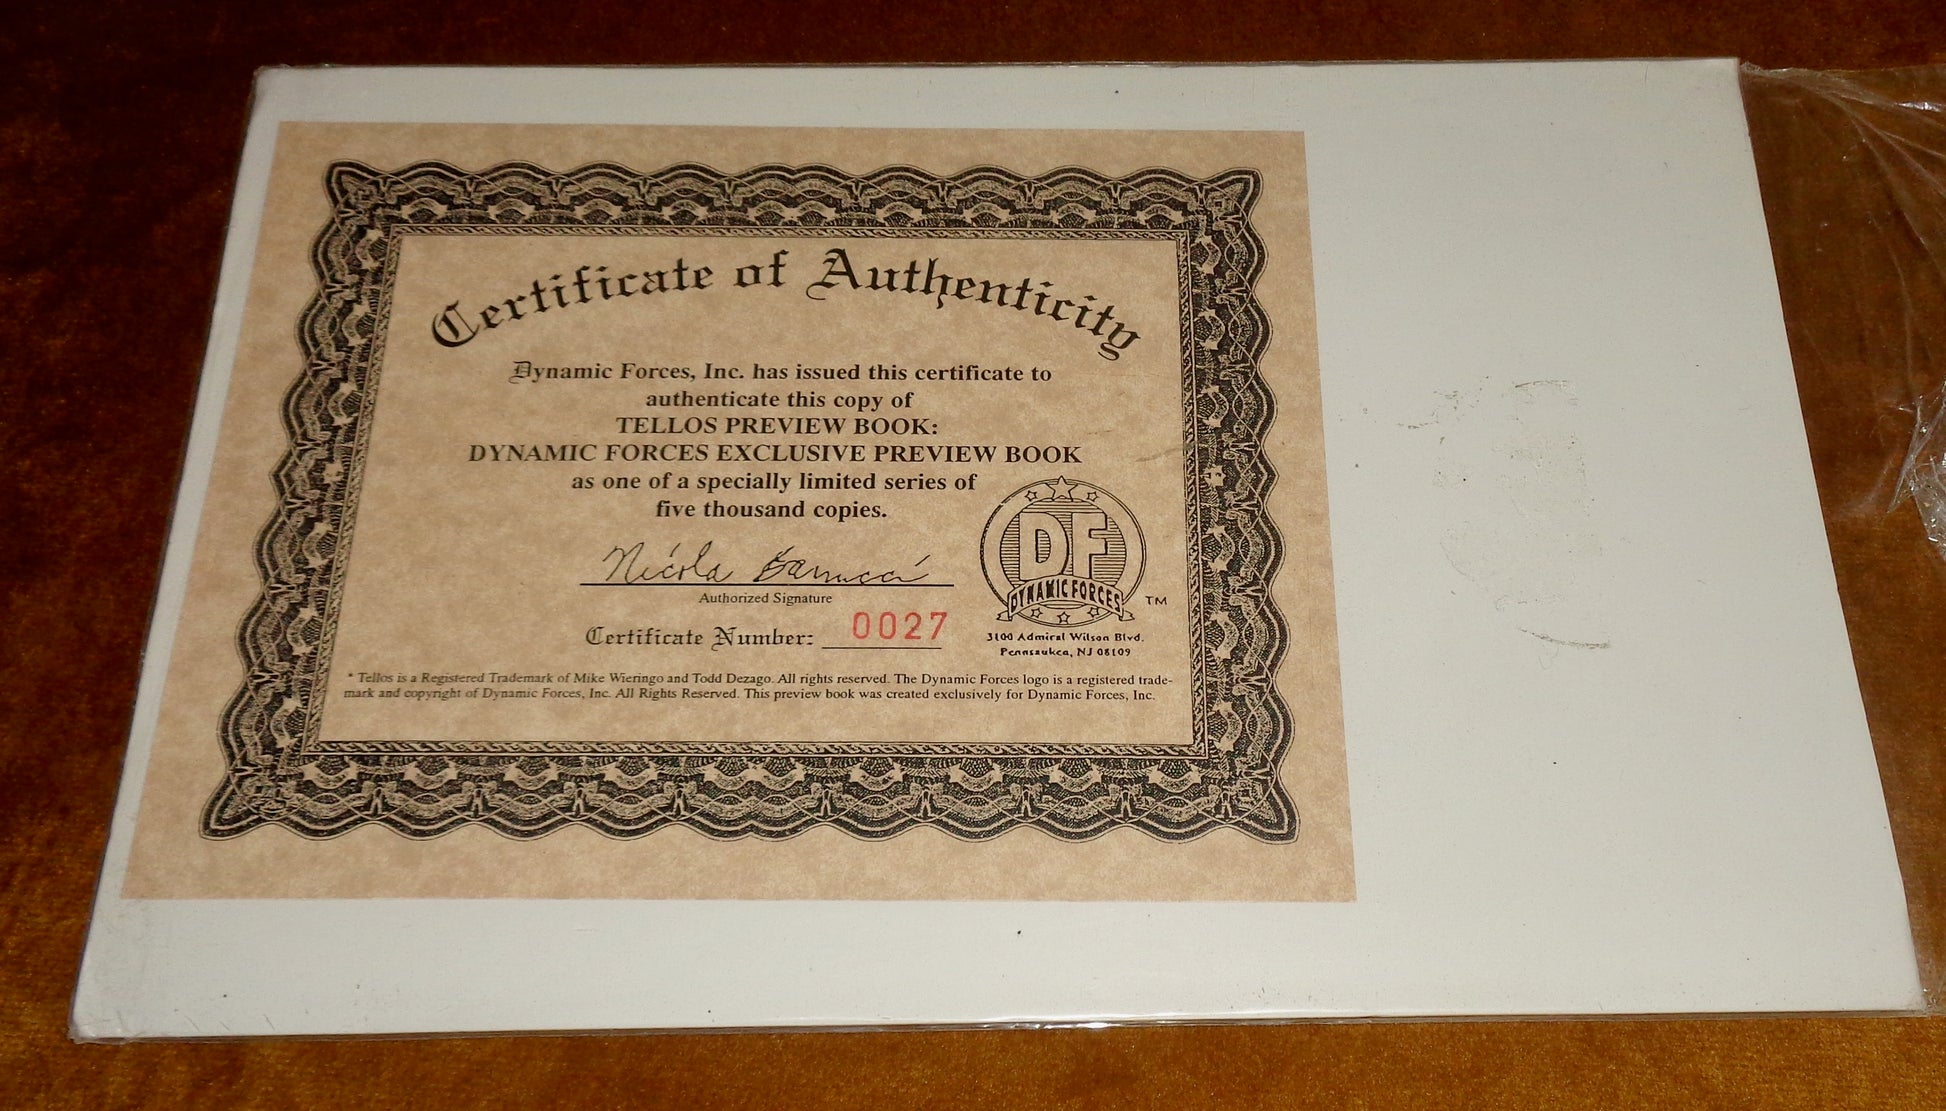 Certificate of Authenticity
Dynamic Forces, Inc. has issued this certificate to
authenticate this copy of
TELLOS PREVIEW BOOK:
DYNAMIC FORCES EXCLUSIVE PREVIEW BOOK
as one of a specially limited series of
five thousand copies.
Nicola Barrucci
Authorized Signature
Certificate Number: 0027
DF
DYNAMIC FORCES
TM
3100 Admiral Wilson Blvd.
Pennsauken, NJ 08109
* Tellos is a Registered Trademark of Mike Wieringo and Todd Dezago. All rights reserved. The Dynamic Forces logo is a registered trade-
mark and copyright of Dynamic Forces, Inc. All Rights Reserved. This preview book was created exclusively for Dynamic Forces, Inc.